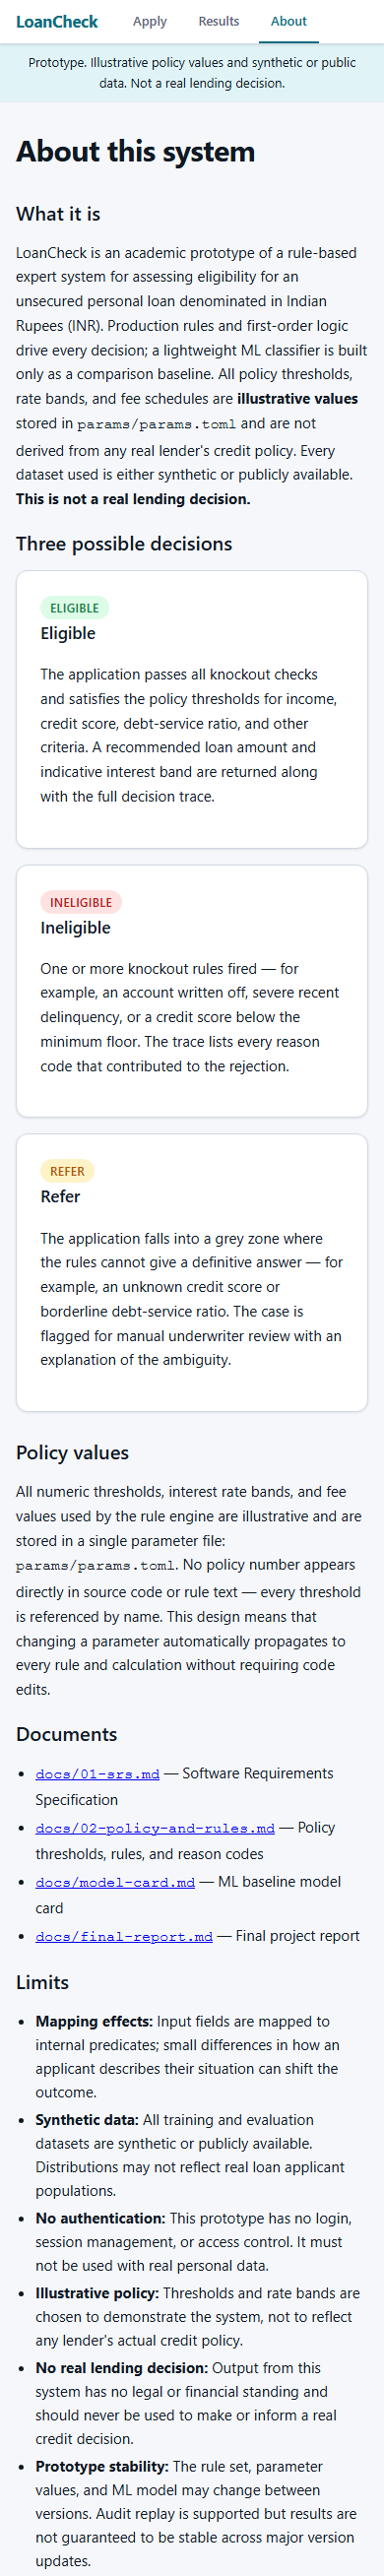 LoanCheck Apply Results About
Prototype. Illustrative policy values and synthetic or public
data. Not a real lending decision.
About this system
What it is
LoanCheck is an academic prototype of a rule-based
expert system for assessing eligibility for an
unsecured personal loan denominated in Indian
Rupees (INR). Production rules and first-order logic
drive every decision; a lightweight ML classifier is built
only as a comparison baseline. All policy thresholds,
rate bands, and fee schedules are illustrative values
stored in params/params.toml and are not
derived from any real lender's credit policy. Every
dataset used is either synthetic or publicly available.
This is not a real lending decision.
Three possible decisions
ELIGIBLE
Eligible
The application passes all knockout checks
and satisfies the policy thresholds for income,
credit score, debt-service ratio, and other
criteria. A recommended loan amount and
indicative interest band are returned along
with the full decision trace.
INELIGIBLE
Ineligible
One or more knockout rules fired — for
example, an account written off, severe recent
delinquency, or a credit score below the
minimum floor. The trace lists every reason
code that contributed to the rejection.
REFER
Refer
The application falls into a grey zone where
the rules cannot give a definitive answer — for
example, an unknown credit score or
borderline debt-service ratio. The case is
flagged for manual underwriter review with an
explanation of the ambiguity.
Policy values
All numeric thresholds, interest rate bands, and fee
values used by the rule engine are illustrative and are
stored in a single parameter file:
params/params.toml. No policy number appears
directly in source code or rule text — every threshold
is referenced by name. This design means that
changing a parameter automatically propagates to
every rule and calculation without requiring code
edits.
Documents
• docs/01-srs.md — Software Requirements
Specification
• docs/02-policy-and-rules.md — Policy
thresholds, rules, and reason codes
• docs/model-card.md — ML baseline model
card
• docs/final-report.md — Final project report
Limits
• Mapping effects: Input fields are mapped to
internal predicates; small differences in how an
applicant describes their situation can shift the
outcome.
• Synthetic data: All training and evaluation
datasets are synthetic or publicly available.
Distributions may not reflect real loan applicant
populations.
• No authentication: This prototype has no login,
session management, or access control. It must
not be used with real personal data.
• Illustrative policy: Thresholds and rate bands are
chosen to demonstrate the system, not to reflect
any lender's actual credit policy.
• No real lending decision: Output from this
system has no legal or financial standing and
should never be used to make or inform a real
credit decision.
• Prototype stability: The rule set, parameter
values, and ML model may change between
versions. Audit replay is supported but results are
not guaranteed to be stable across major version
updates.